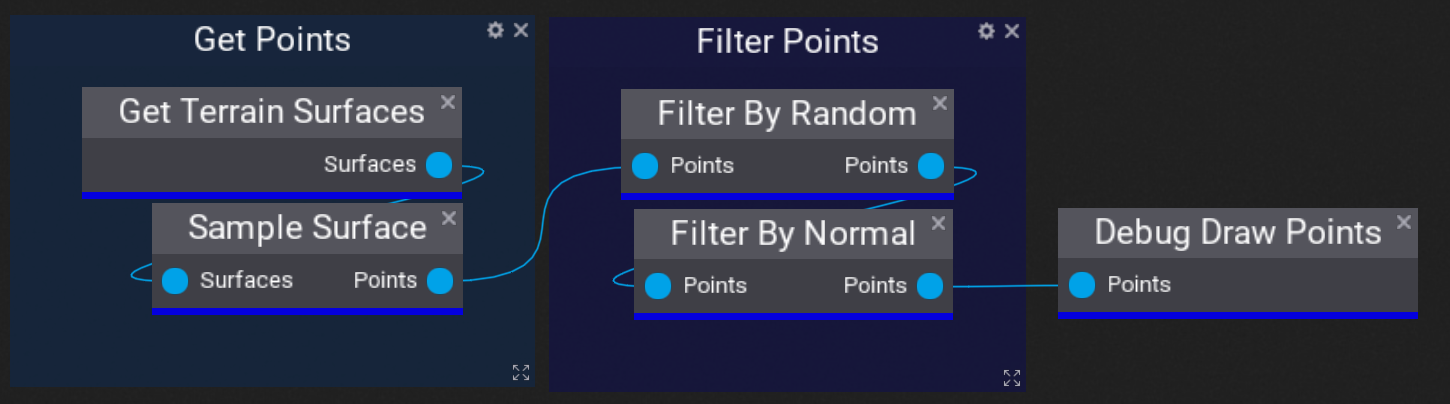 Get Points
Get Terrain Surfaces
Surfaces
Sample Surface
Surfaces Points
Filter Points
Filter By Random
Points Points
Filter By Normal
Points Points
Debug Draw Points
Points